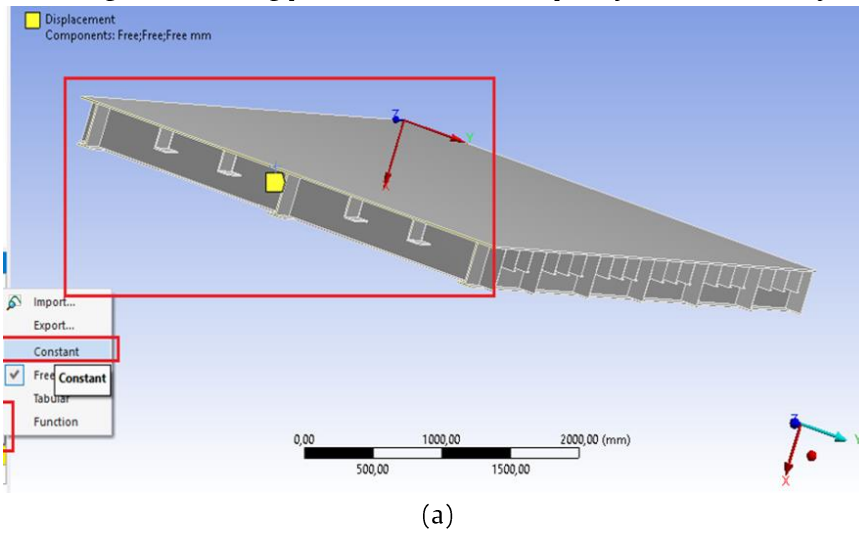 Displacement
Components: Free;Free;Free mm
Z
Y
X
Import...
Export...
Constant
Free
Constant
Tabular
Function
0,00 1000,00 2000,00 (mm)
500,00 1500,00
Z
Y
X
(a)